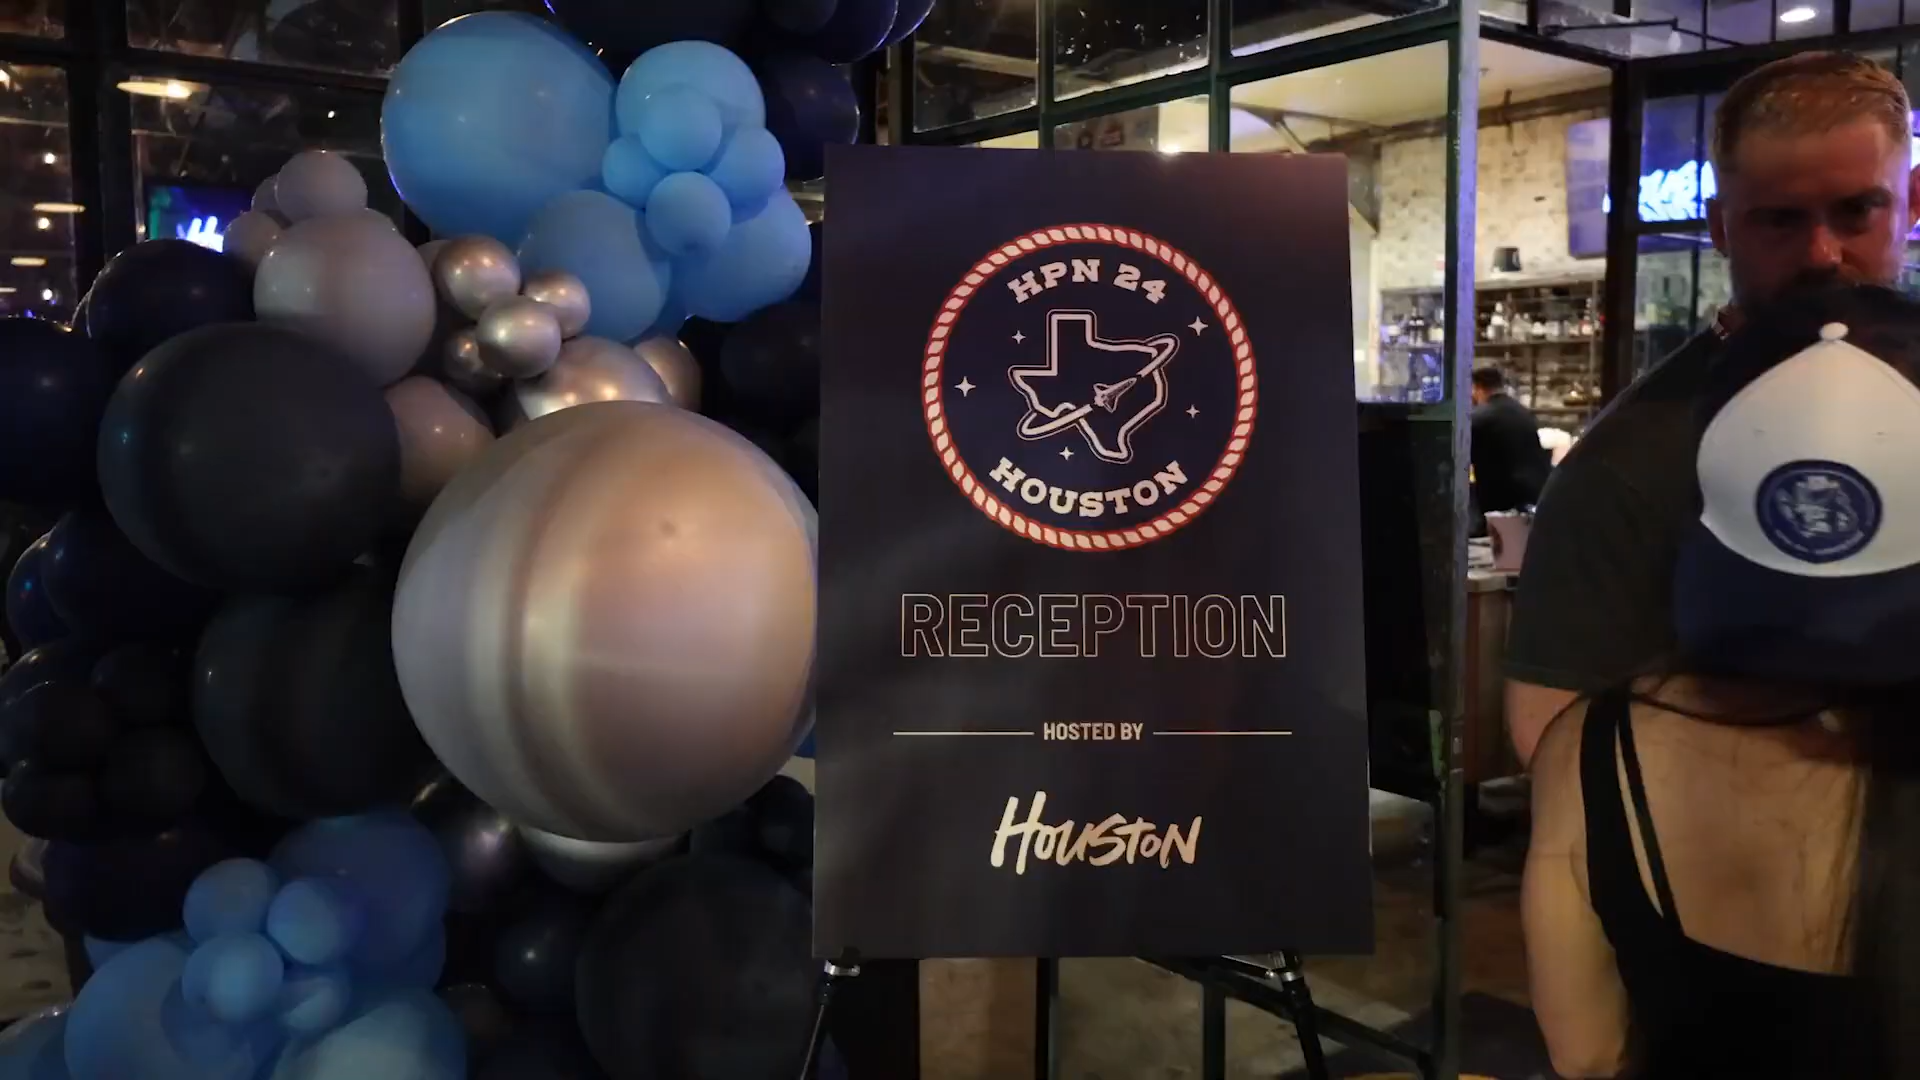 HPN 24
HOUSTON
RECEPTION
HOSTED BY
HOUSTON